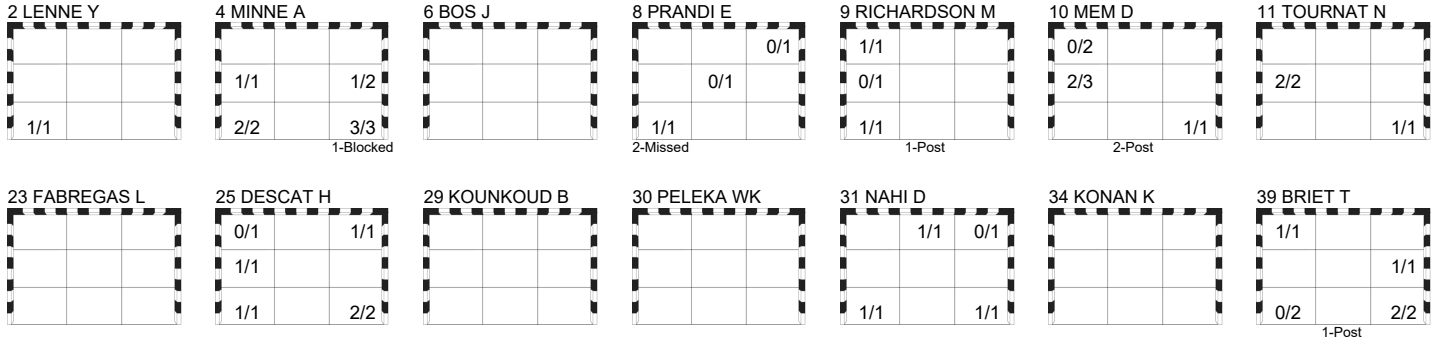 2 LENNE Y 4 MINNE A 6 BOS J 8 PRANDI E 9 RICHARDSON M 10 MEM D 11 TOURNAT N
0/1 1/1 0/2
1/1 1/2 0/1 0/1 2/3 2/2
1/1 2/2 3/3 1/1 1/1 1/1 1/1
1-Blocked 2-Missed 1-Post 2-Post
23 FABREGAS L 25 DESCAT H 29 KOUNKOUD B 30 PELEKA WK 31 NAHI D 34 KONAN K 39 BRIET T
0/1 1/1 1/1 0/1 1/1
1/1 1/1
1/1 2/2 1/1 1/1 0/2 2/2
1-Post